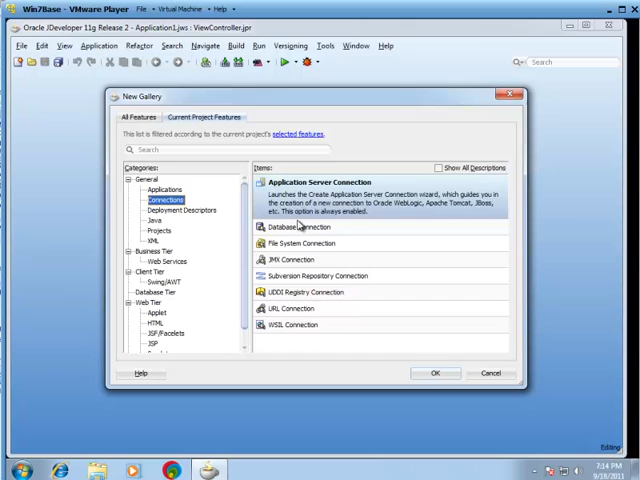 Win7Base - VMware Player File Virtual Machine Help
Oracle JDeveloper 11g Release 2 - Application1.jws : ViewController.jpr
File Edit View Application Refactor Search Navigate Build Run Versioning Tools Window Help
Search
New Gallery
All Features Current Project Features
This list is filtered according to the current project's selected features.
Search
Categories:
General
Applications
Connections
Deployment Descriptors
Java
Projects
XML
Business Tier
Web Services
Client Tier
Swing/AWT
Database Tier
Web Tier
Applet
HTML
JSF/Facelets
JSP
Items: Show All Descriptions
Application Server Connection
Launches the Create Application Server Connection wizard, which guides you in
the creation of a new connection to Oracle WebLogic, Apache Tomcat, JBoss,
etc. This option is always enabled.
Database Connection
File System Connection
JMX Connection
Subversion Repository Connection
UDDI Registry Connection
URL Connection
WSIL Connection
Help OK Cancel
Editing
7:14 PM
9/18/2011